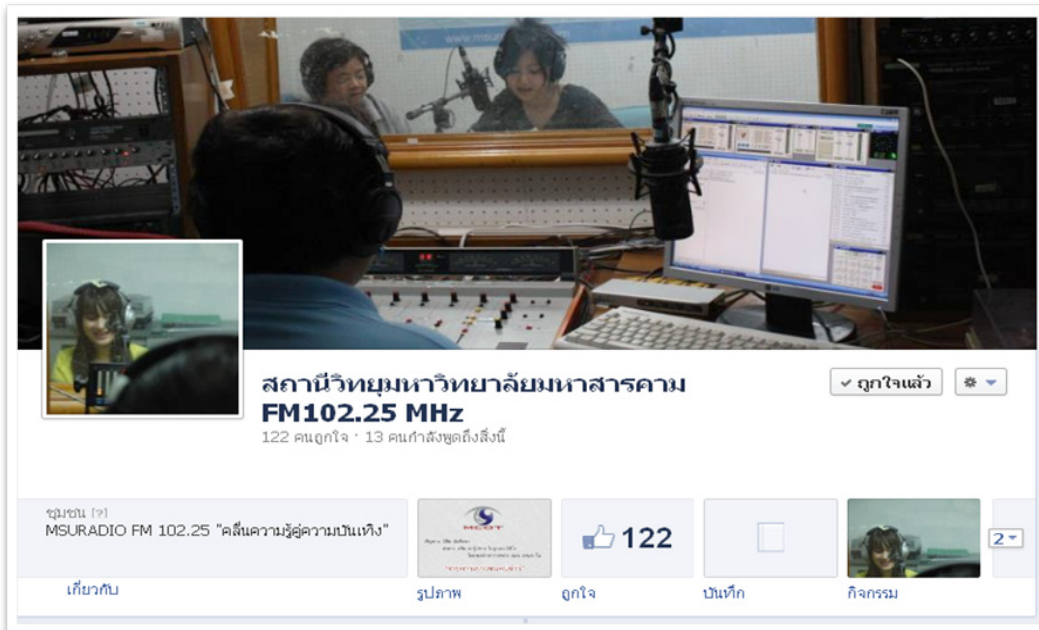 www.msura
สถานีวิทยุมหาวิทยาลัยมหาสารคาม
FM102.25 MHz
ถูกใจแล้ว
122 คนถูกใจ · 13 คนกำลังพูดถึงสิ่งนี้
ชุมชน [?]
MSURADIO FM 102.25 "คลื่นความรู้คู่ความบันเทิง"
MCOT
122
2
เกี่ยวกับ
รูปภาพ
ถูกใจ
บันทึก
กิจกรรม